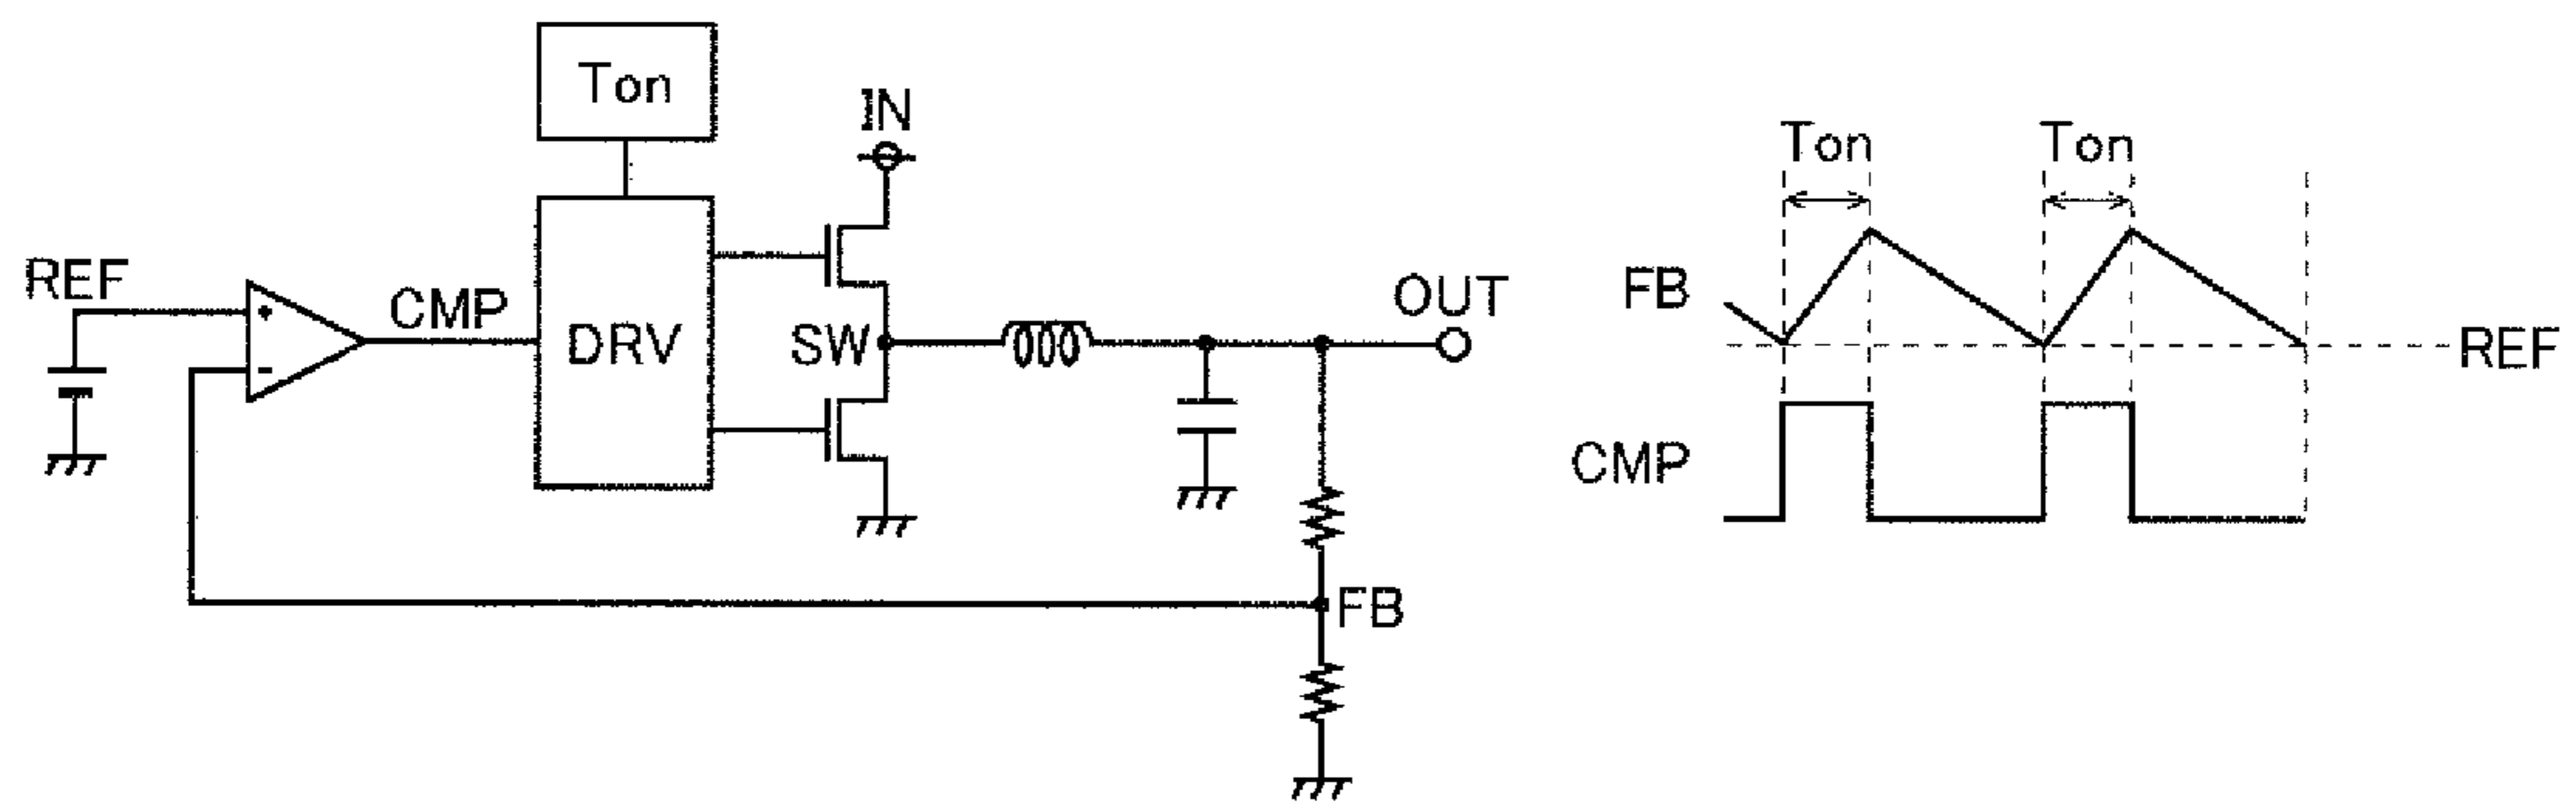 Ton
IN
REF
CMP
DRV
SW
OUT
FB
Ton
Ton
FB
REF
CMP